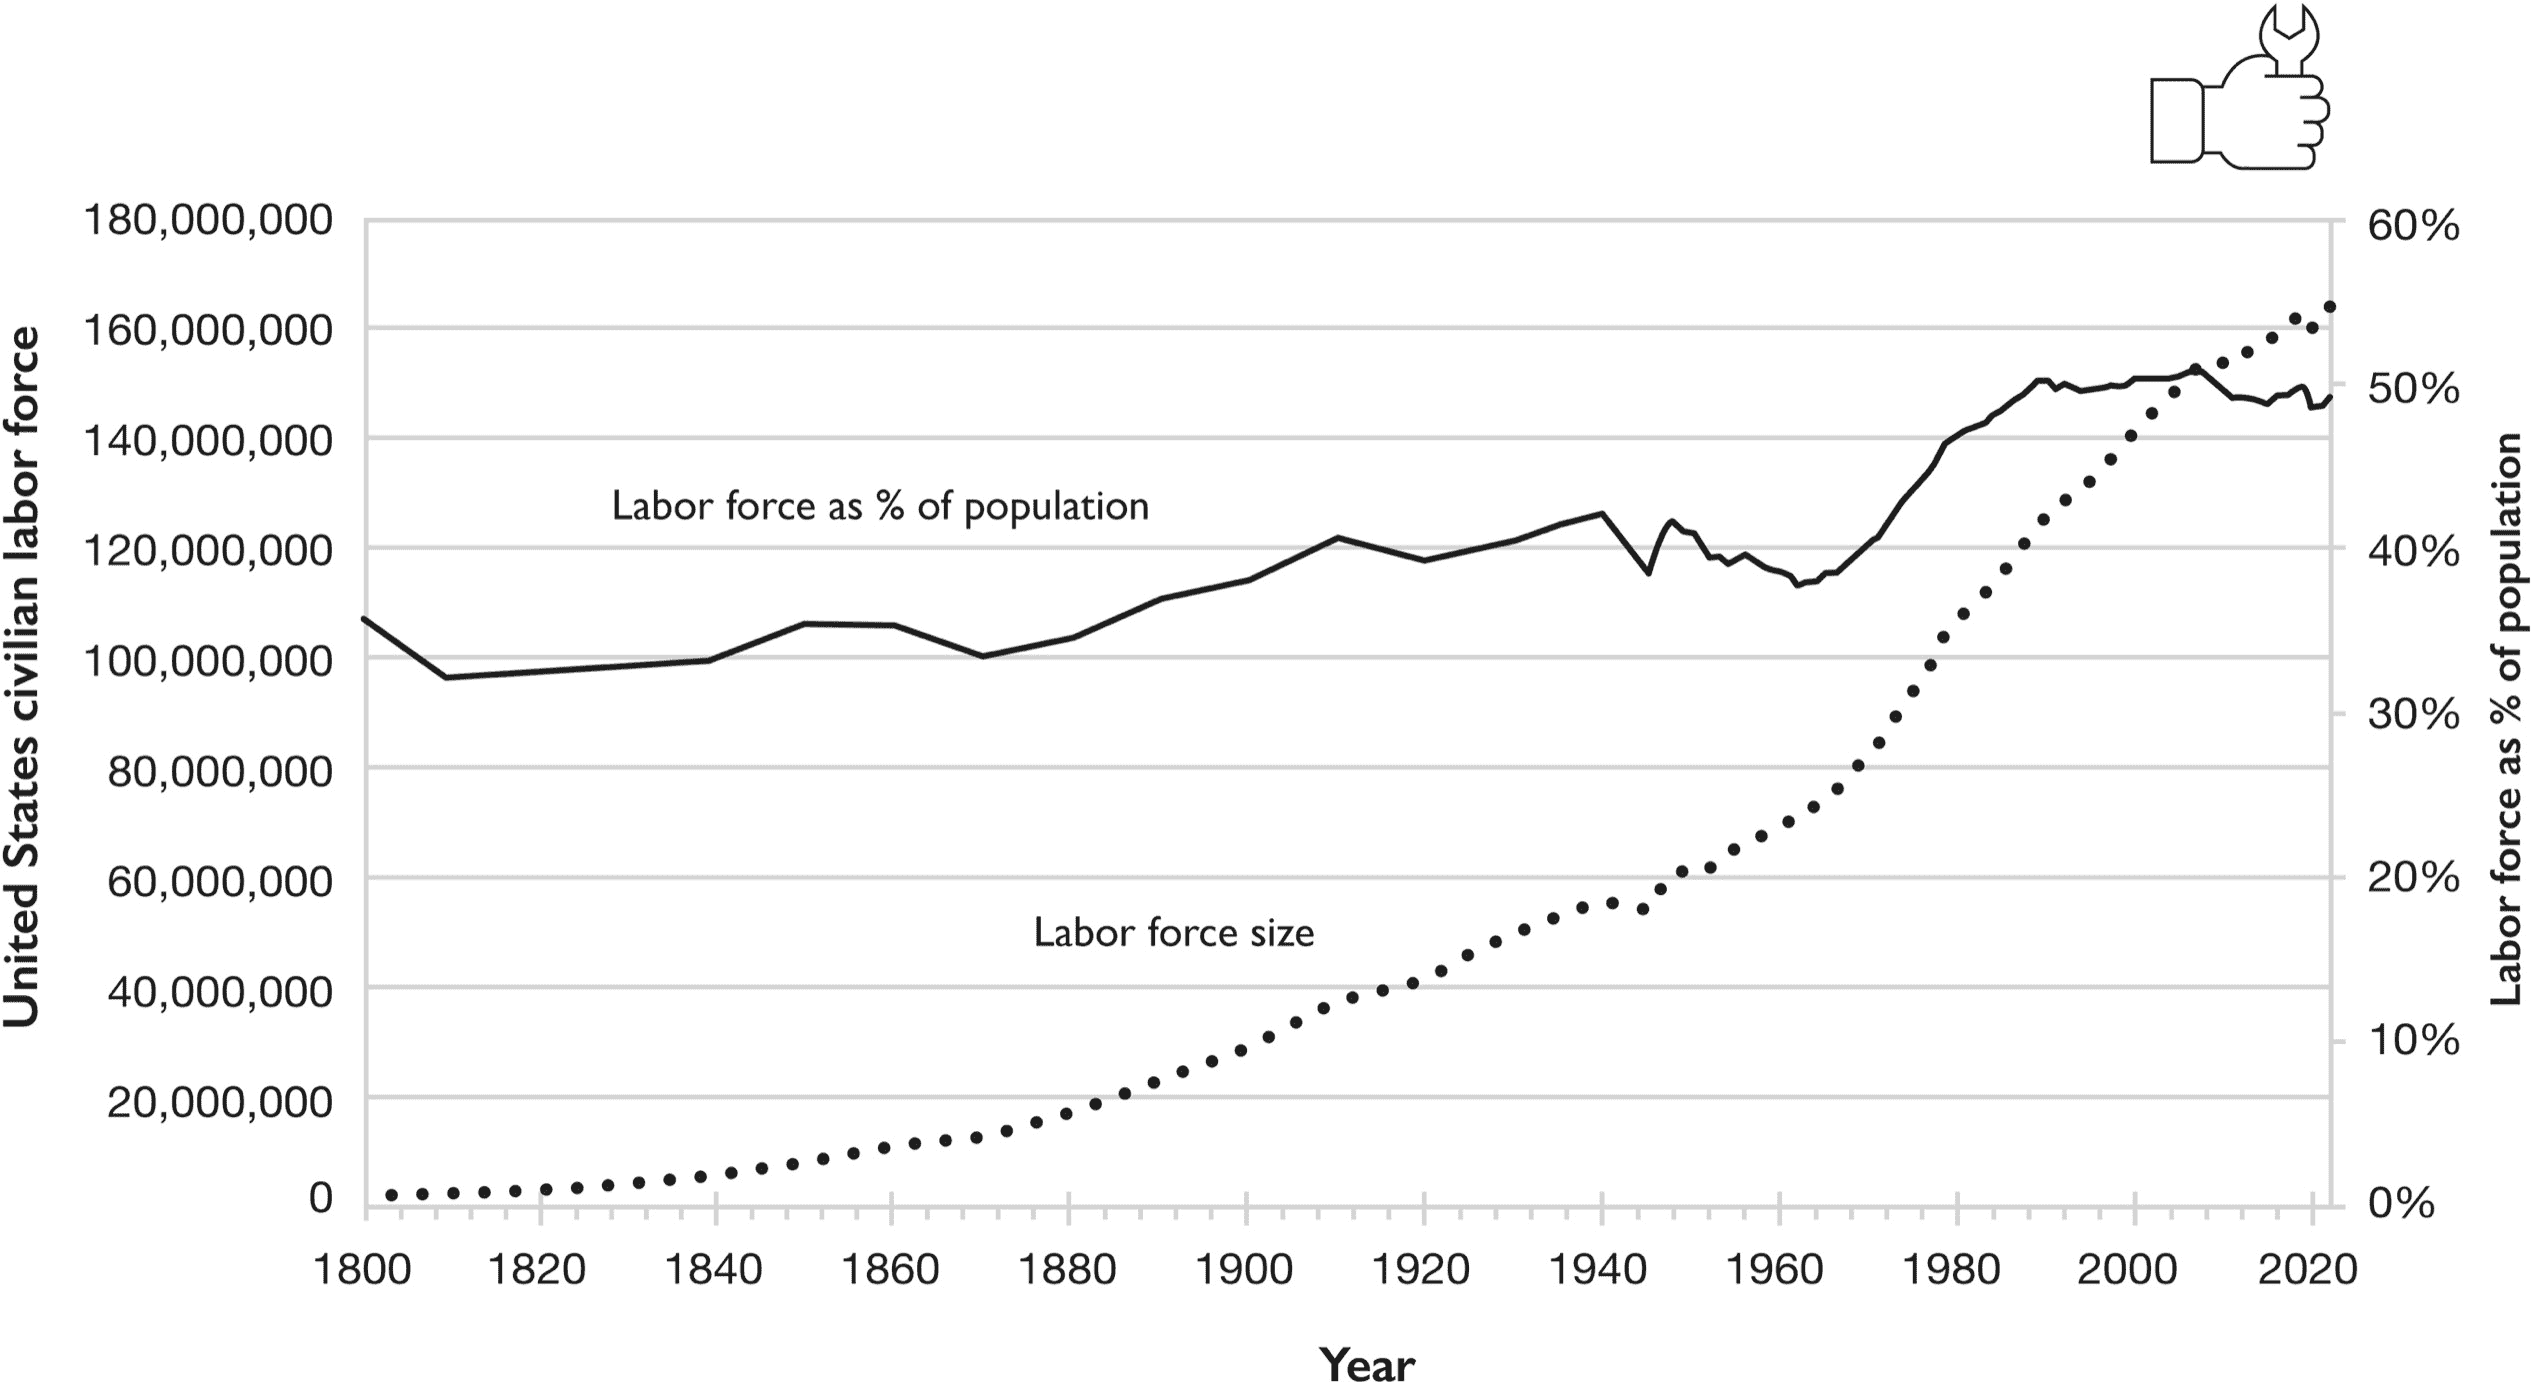 United States civilian labor force
180,000,000
160,000,000
140,000,000
120,000,000
100,000,000
80,000,000
60,000,000
40,000,000
20,000,000
0
Labor force as % of population
Labor force size
60%
50%
40%
30%
20%
10%
0%
Labor force as % of population
1800 1820 1840 1860 1880 1900 1920 1940 1960 1980 2000 2020
Year